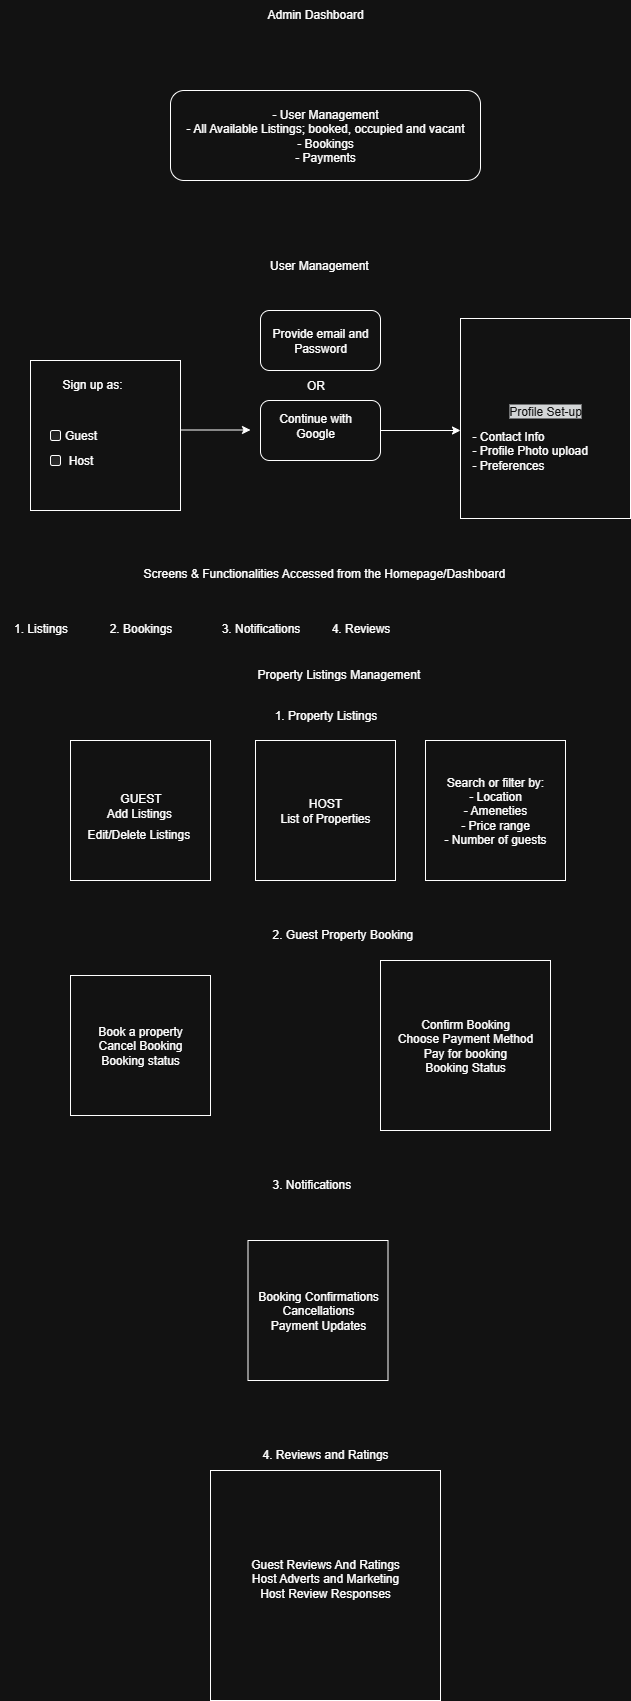 Admin Dashboard
- User Management
- All Available Listings; booked, occupied and vacant
- Bookings
- Payments
User Management
Sign up as:
Guest
Host
Provide email and
Password
OR
Continue with
Google
Profile Set-up
- Contact Info
- Profile Photo upload
- Preferences
Screens & Functionalities Accessed from the Homepage/Dashboard
1. Listings 2. Bookings 3. Notifications 4. Reviews
Property Listings Management
1. Property Listings
GUEST
Add Listings
Edit/Delete Listings
HOST
List of Properties
Search or filter by:
- Location
- Ameneties
- Price range
- Number of guests
2. Guest Property Booking
Book a property
Cancel Booking
Booking status
Confirm Booking
Choose Payment Method
Pay for booking
Booking Status
3. Notifications
Booking Confirmations
Cancellations
Payment Updates
4. Reviews and Ratings
Guest Reviews And Ratings
Host Adverts and Marketing
Host Review Responses